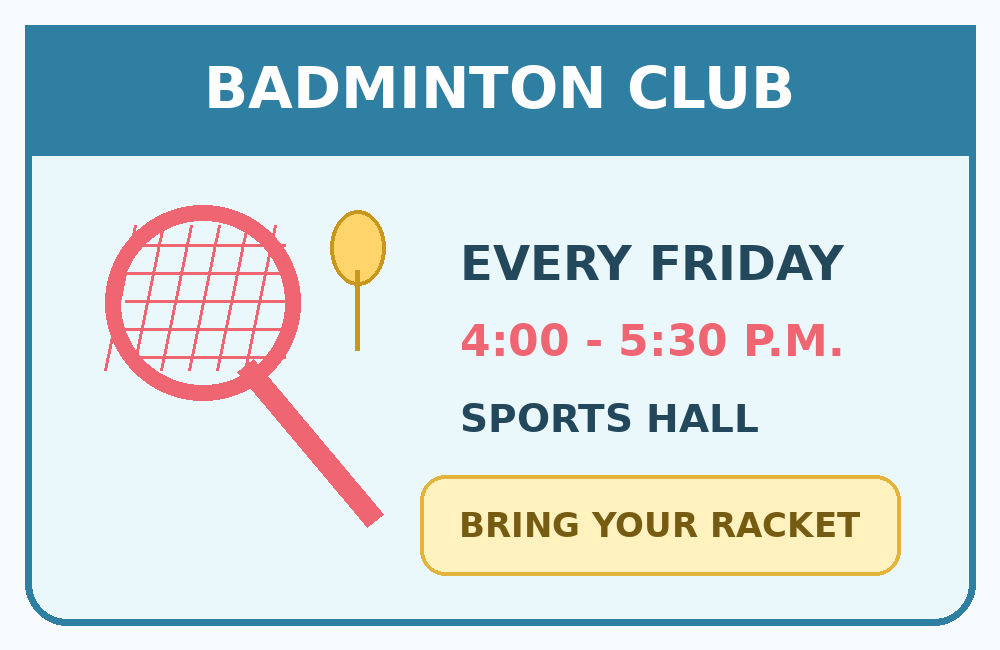 BADMINTON CLUB
EVERY FRIDAY
4:00 - 5:30 P.M.
SPORTS HALL
BRING YOUR RACKET